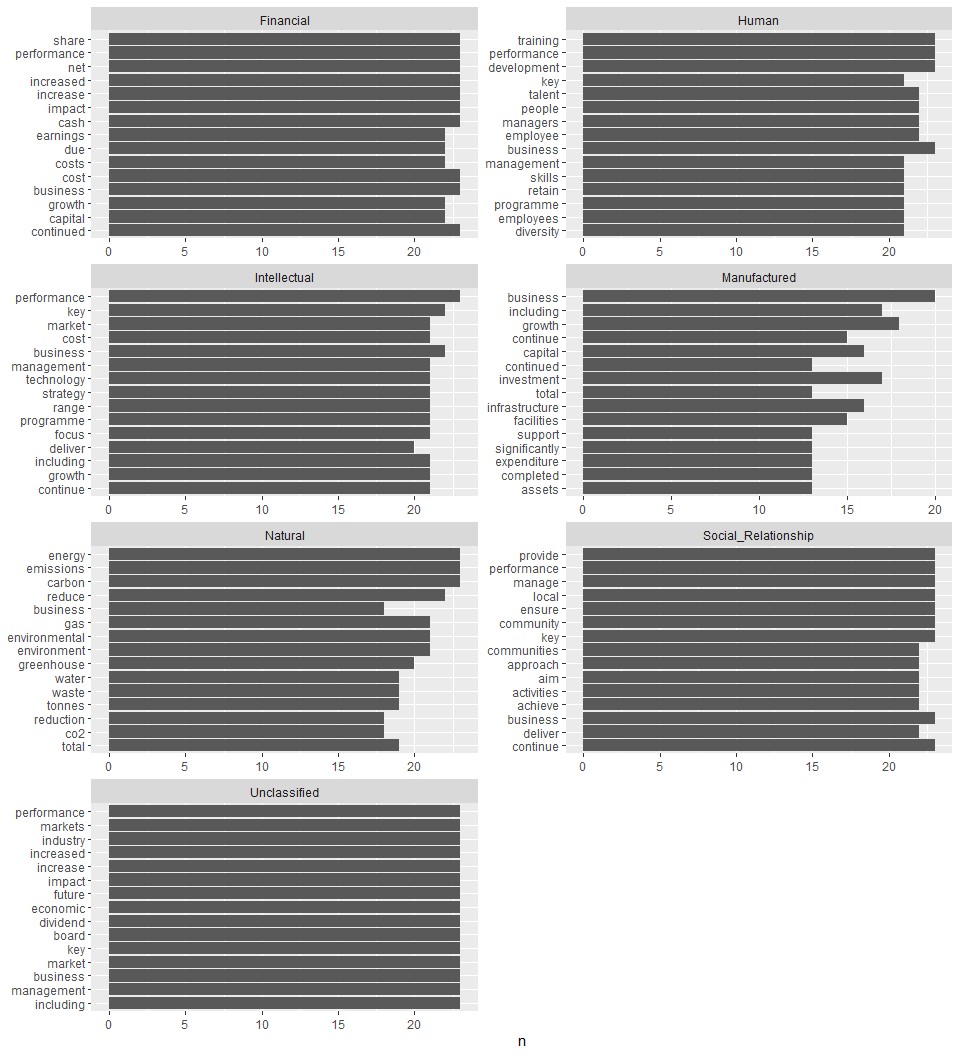 Financial
share
performance
net
increased
increase
impact
cash
earnings
due
costs
cost
business
growth
capital
continued
0 5 10 15 20
Human
training
performance
development
key
talent
people
managers
employee
business
management
skills
retain
programme
employees
diversity
0 5 10 15 20
Intellectual
performance
key
market
cost
business
management
technology
strategy
range
programme
focus
deliver
including
growth
continue
0 5 10 15 20
Manufactured
business
including
growth
continue
capital
continued
investment
total
infrastructure
facilities
support
significantly
expenditure
completed
assets
0 5 10 15 20
Natural
energy
emissions
carbon
reduce
business
gas
environmental
environment
greenhouse
water
waste
tonnes
reduction
co2
total
0 5 10 15 20
Social_Relationship
provide
performance
manage
local
ensure
community
key
communities
approach
aim
activities
achieve
business
deliver
continue
0 5 10 15 20
Unclassified
performance
markets
industry
increased
increase
impact
future
economic
dividend
board
key
market
business
management
including
0 5 10 15 20
n